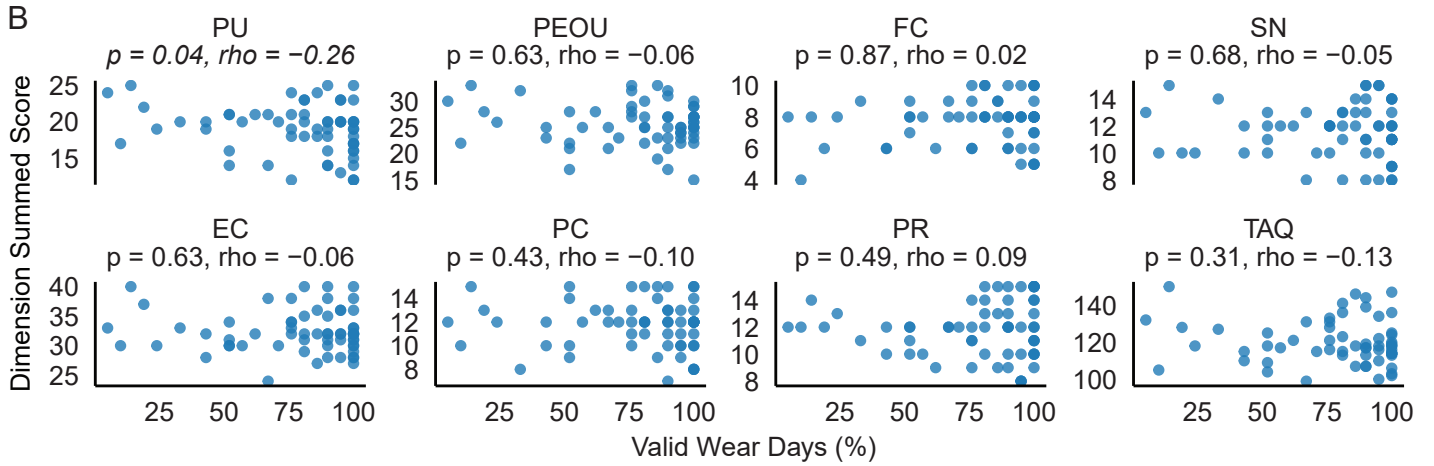 B
PU
p = 0.04, rho = −0.26
PEOU
p = 0.63, rho = −0.06
FC
p = 0.87, rho = 0.02
SN
p = 0.68, rho = −0.05
Dimension Summed Score
25
20
15
30
25
20
15
10
8
6
4
14
12
10
8
EC
p = 0.63, rho = −0.06
PC
p = 0.43, rho = −0.10
PR
p = 0.49, rho = 0.09
TAQ
p = 0.31, rho = −0.13
40
35
30
25
14
12
10
8
14
12
10
8
140
120
100
25 50 75 100
25 50 75 100
25 50 75 100
25 50 75 100
Valid Wear Days (%)